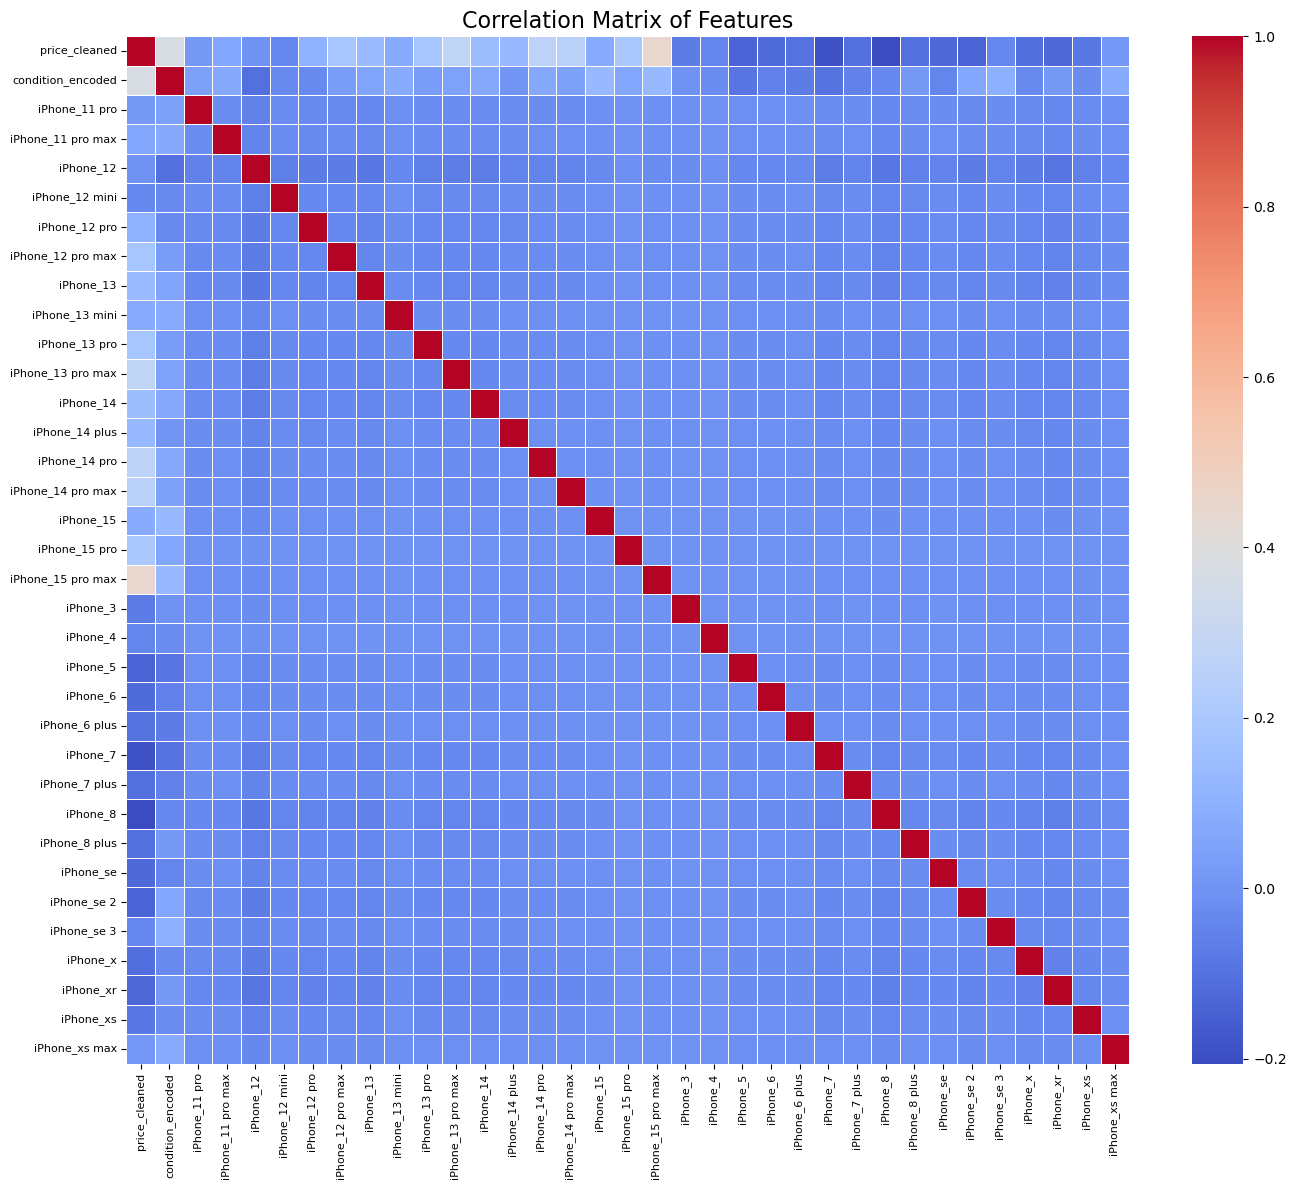 Correlation Matrix of Features
price_cleaned
condition_encoded
iPhone_11 pro
iPhone_11 pro max
iPhone_12
iPhone_12 mini
iPhone_12 pro
iPhone_12 pro max
iPhone_13
iPhone_13 mini
iPhone_13 pro
iPhone_13 pro max
iPhone_14
iPhone_14 plus
iPhone_14 pro
iPhone_14 pro max
iPhone_15
iPhone_15 pro
iPhone_15 pro max
iPhone_3
iPhone_4
iPhone_5
iPhone_6
iPhone_6 plus
iPhone_7
iPhone_7 plus
iPhone_8
iPhone_8 plus
iPhone_se
iPhone_se 2
iPhone_se 3
iPhone_x
iPhone_xr
iPhone_xs
iPhone_xs max
price_cleaned
condition_encoded
iPhone_11 pro
iPhone_11 pro max
iPhone_12
iPhone_12 mini
iPhone_12 pro
iPhone_12 pro max
iPhone_13
iPhone_13 mini
iPhone_13 pro
iPhone_13 pro max
iPhone_14
iPhone_14 plus
iPhone_14 pro
iPhone_14 pro max
iPhone_15
iPhone_15 pro
iPhone_15 pro max
iPhone_3
iPhone_4
iPhone_5
iPhone_6
iPhone_6 plus
iPhone_7
iPhone_7 plus
iPhone_8
iPhone_8 plus
iPhone_se
iPhone_se 2
iPhone_se 3
iPhone_x
iPhone_xr
iPhone_xs
iPhone_xs max
1.0
0.8
0.6
0.4
0.2
0.0
−0.2